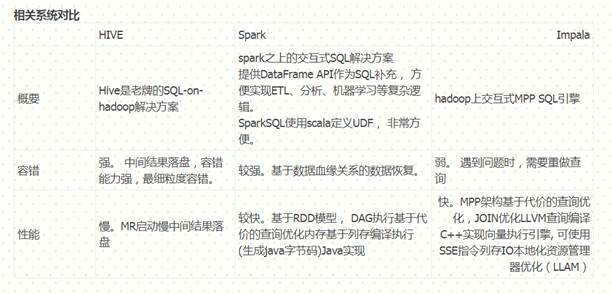 相关系统对比
HIVE
Spark
Impala
概要
Hive是老牌的SQL-on-
hadoop解决方案
spark之上的交互式SQL解决方案
提供DataFrame API作为SQL补充，方
便实现ETL、分析、机器学习等复杂逻
辑。
SparkSQL使用scala定义UDF，非常方
便。
hadoop上交互式MPP SQL引擎
容错
强。 中间结果落盘，容错
能力强，最细粒度容错。
较强。基于数据血缘关系的数据恢复。
弱。 遇到问题时，需要重做查
询
性能
慢。MR启动慢中间结果落
盘
较快。基于RDD模型， DAG执行基于代
价的查询优化内存基于列存编译执行
(生成java字节码)Java实现
快。MPP架构基于代价的查询优
化，JOIN优化LLVM查询编译
C++实现向量执行引擎, 可使用
SSE指令列存IO本地化资源管理
器优化（LLAM）